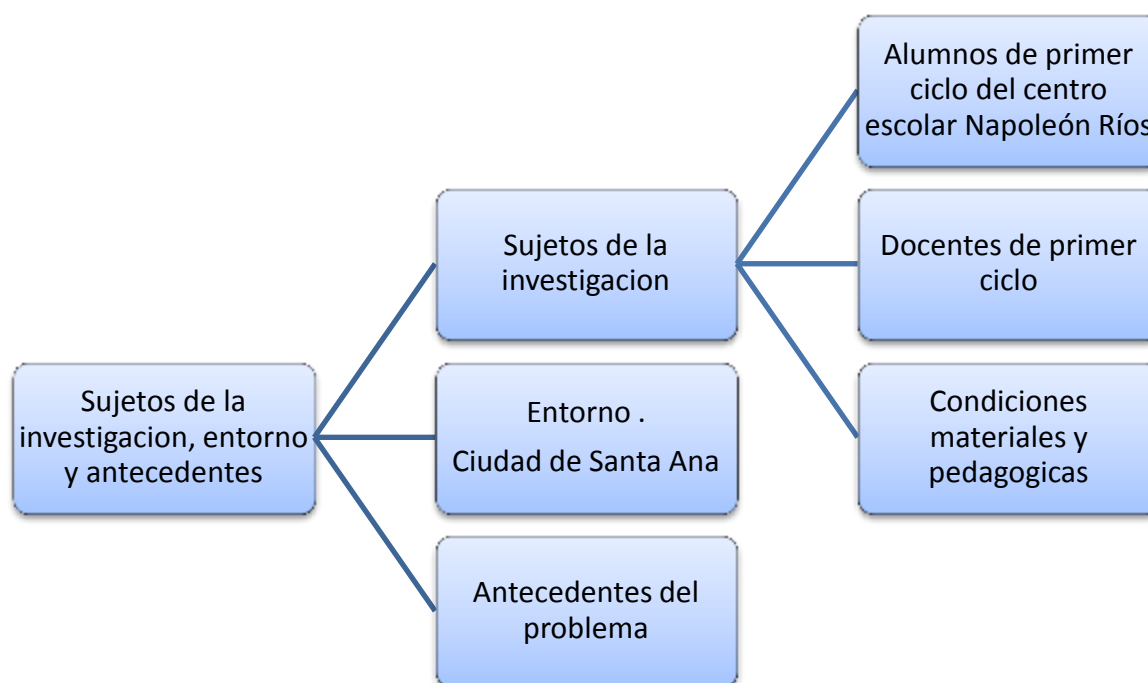 Sujetos de la
investigacion, entorno
y antecedentes
Sujetos de la
investigacion
Alumnos de primer
ciclo del centro
escolar Napoleón Ríos
Docentes de primer
ciclo
Condiciones
materiales y
pedagogicas
Entorno .
Ciudad de Santa Ana
Antecedentes del
problema